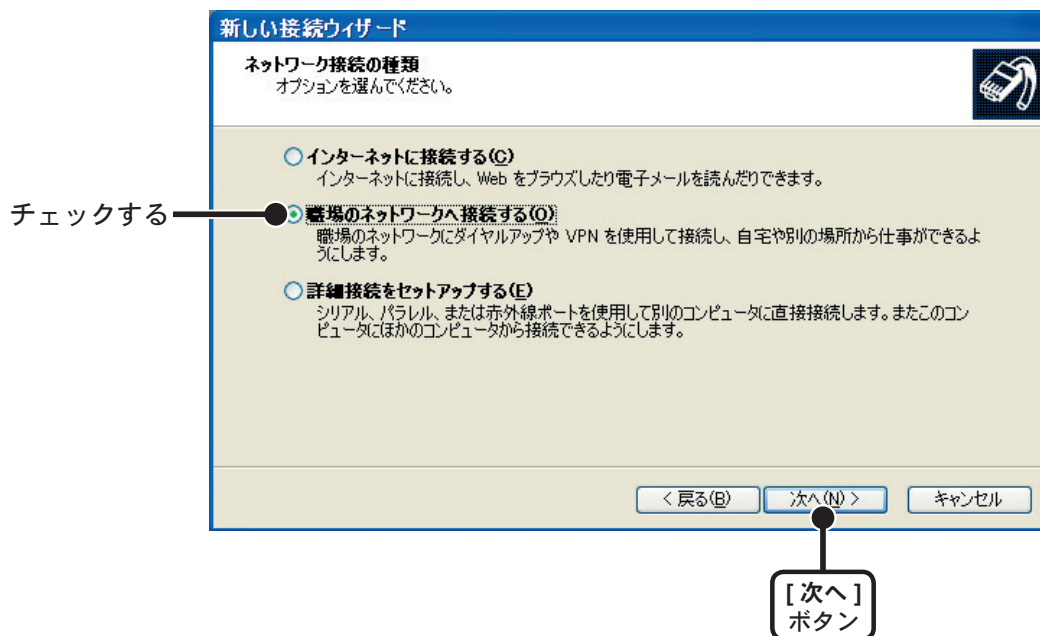 新しい接続ウィザード
ネットワーク接続の種類
オプションを選んでください。
インターネットに接続する(C)
インターネットに接続し、Web をブラウズしたり電子メールを読んだりできます。
チェックする
職場のネットワークへ接続する(O)
職場のネットワークにダイヤルアップや VPN を使用して接続し、自宅や別の場所から仕事ができるよ
うにします。
詳細接続をセットアップする(E)
シリアル、パラレル、または赤外線ポートを使用して別のコンピュータに直接接続します。またこのコン
ピュータにほかのコンピュータから接続できるようにします。
< 戻る(B) 次へ(N) > キャンセル
[ 次へ ]
ボタン